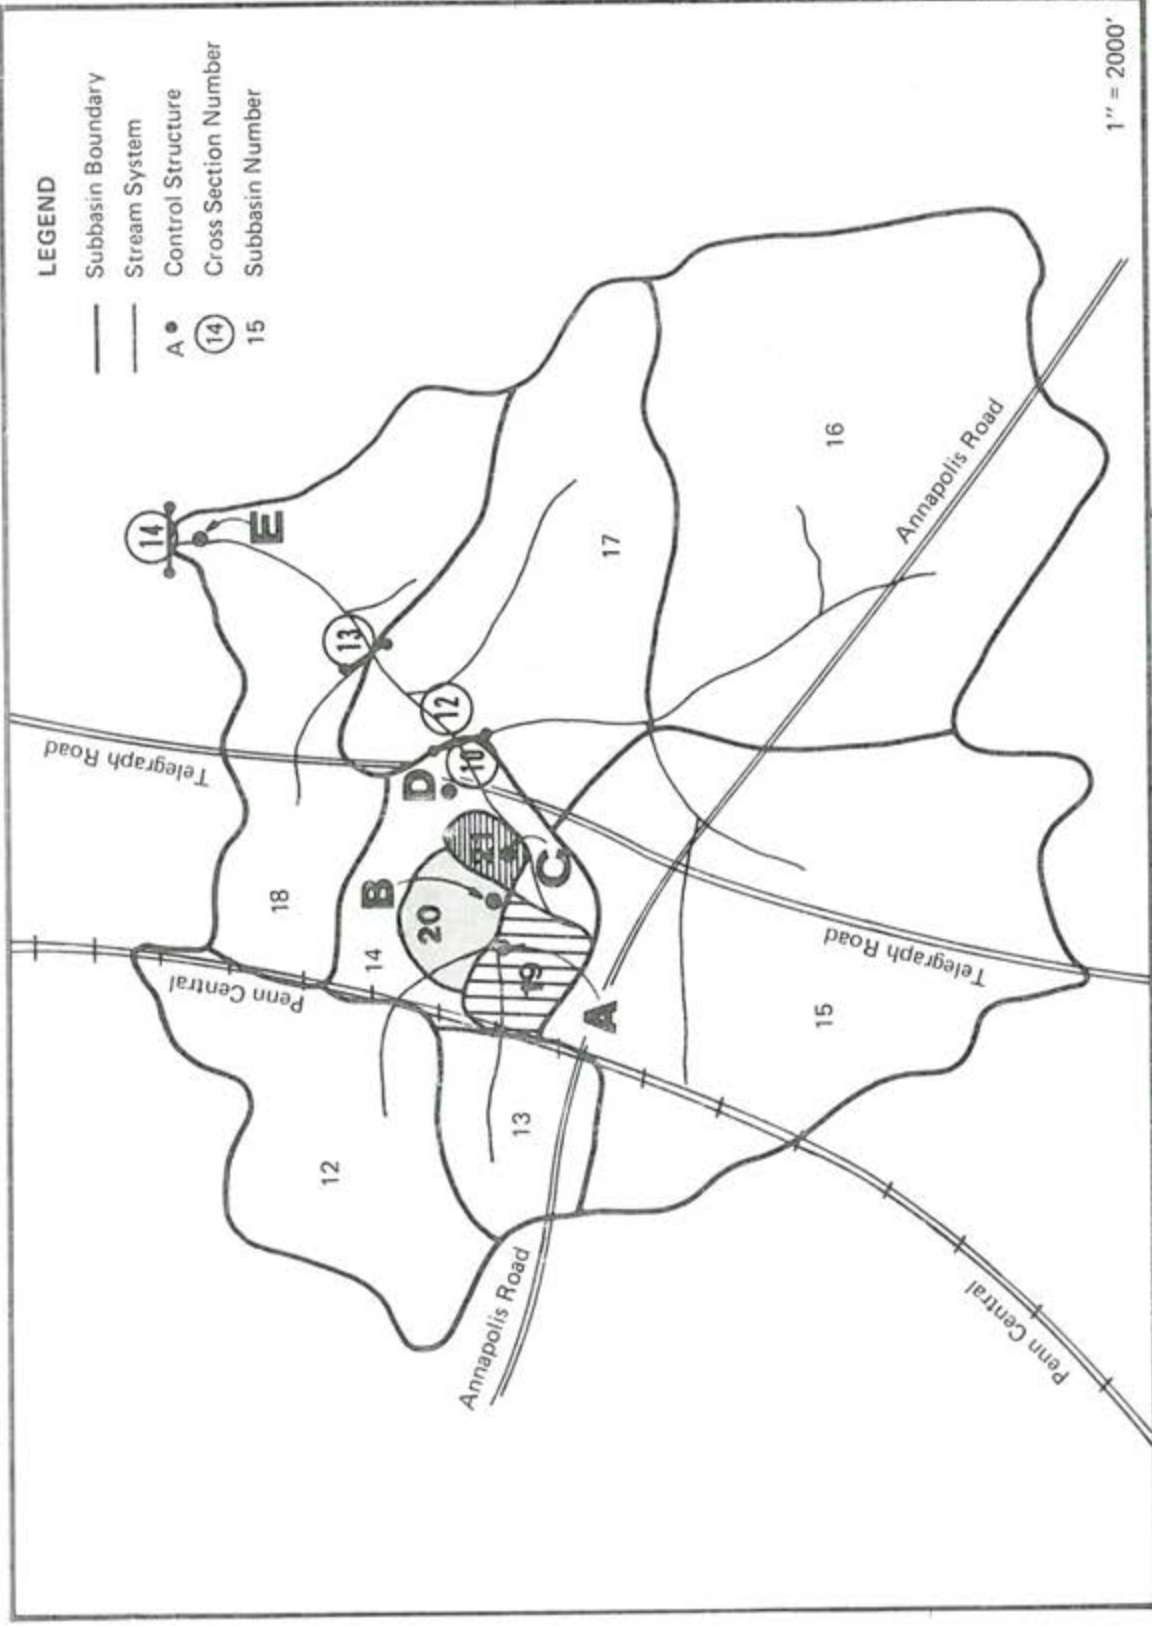 LEGEND
Subbasin Boundary
Stream System
A Control Structure
14 Cross Section Number
15 Subbasin Number
14
E
13
12
10
Telegraph Road
D
B
C
A
18
17
16
20
21
19
14
Penn Central
12
13
15
Annapolis Road
Telegraph Road
Annapolis Road
Penn Central
1" = 2000'